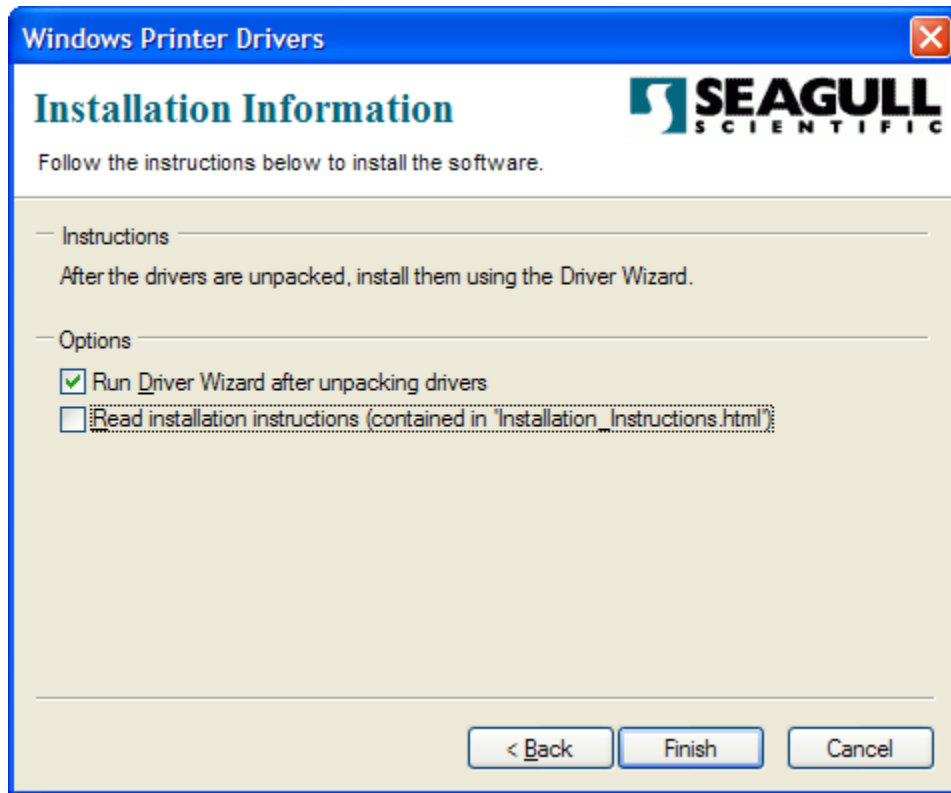 Windows Printer Drivers
Installation Information
SEAGULL
SCIENTIFIC
Follow the instructions below to install the software.
Instructions
After the drivers are unpacked, install them using the Driver Wizard.
Options
Run Driver Wizard after unpacking drivers
Read installation instructions (contained in 'Installation_Instructions.html')
< Back
Finish
Cancel